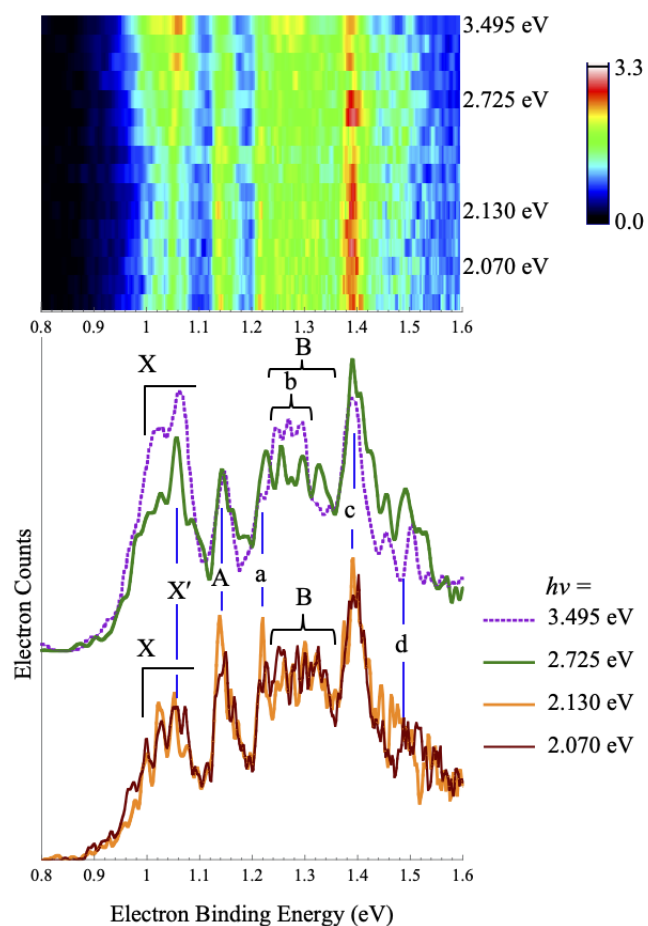 3.495 eV
2.725 eV
2.130 eV
2.070 eV
3.3
0.0
0.8 0.9 1 1.1 1.2 1.3 1.4 1.5 1.6
X
B
b
c
X′ A a
B
X
d
Electron Counts
hν =
3.495 eV
2.725 eV
2.130 eV
2.070 eV
0.8 0.9 1 1.1 1.2 1.3 1.4 1.5 1.6
Electron Binding Energy (eV)